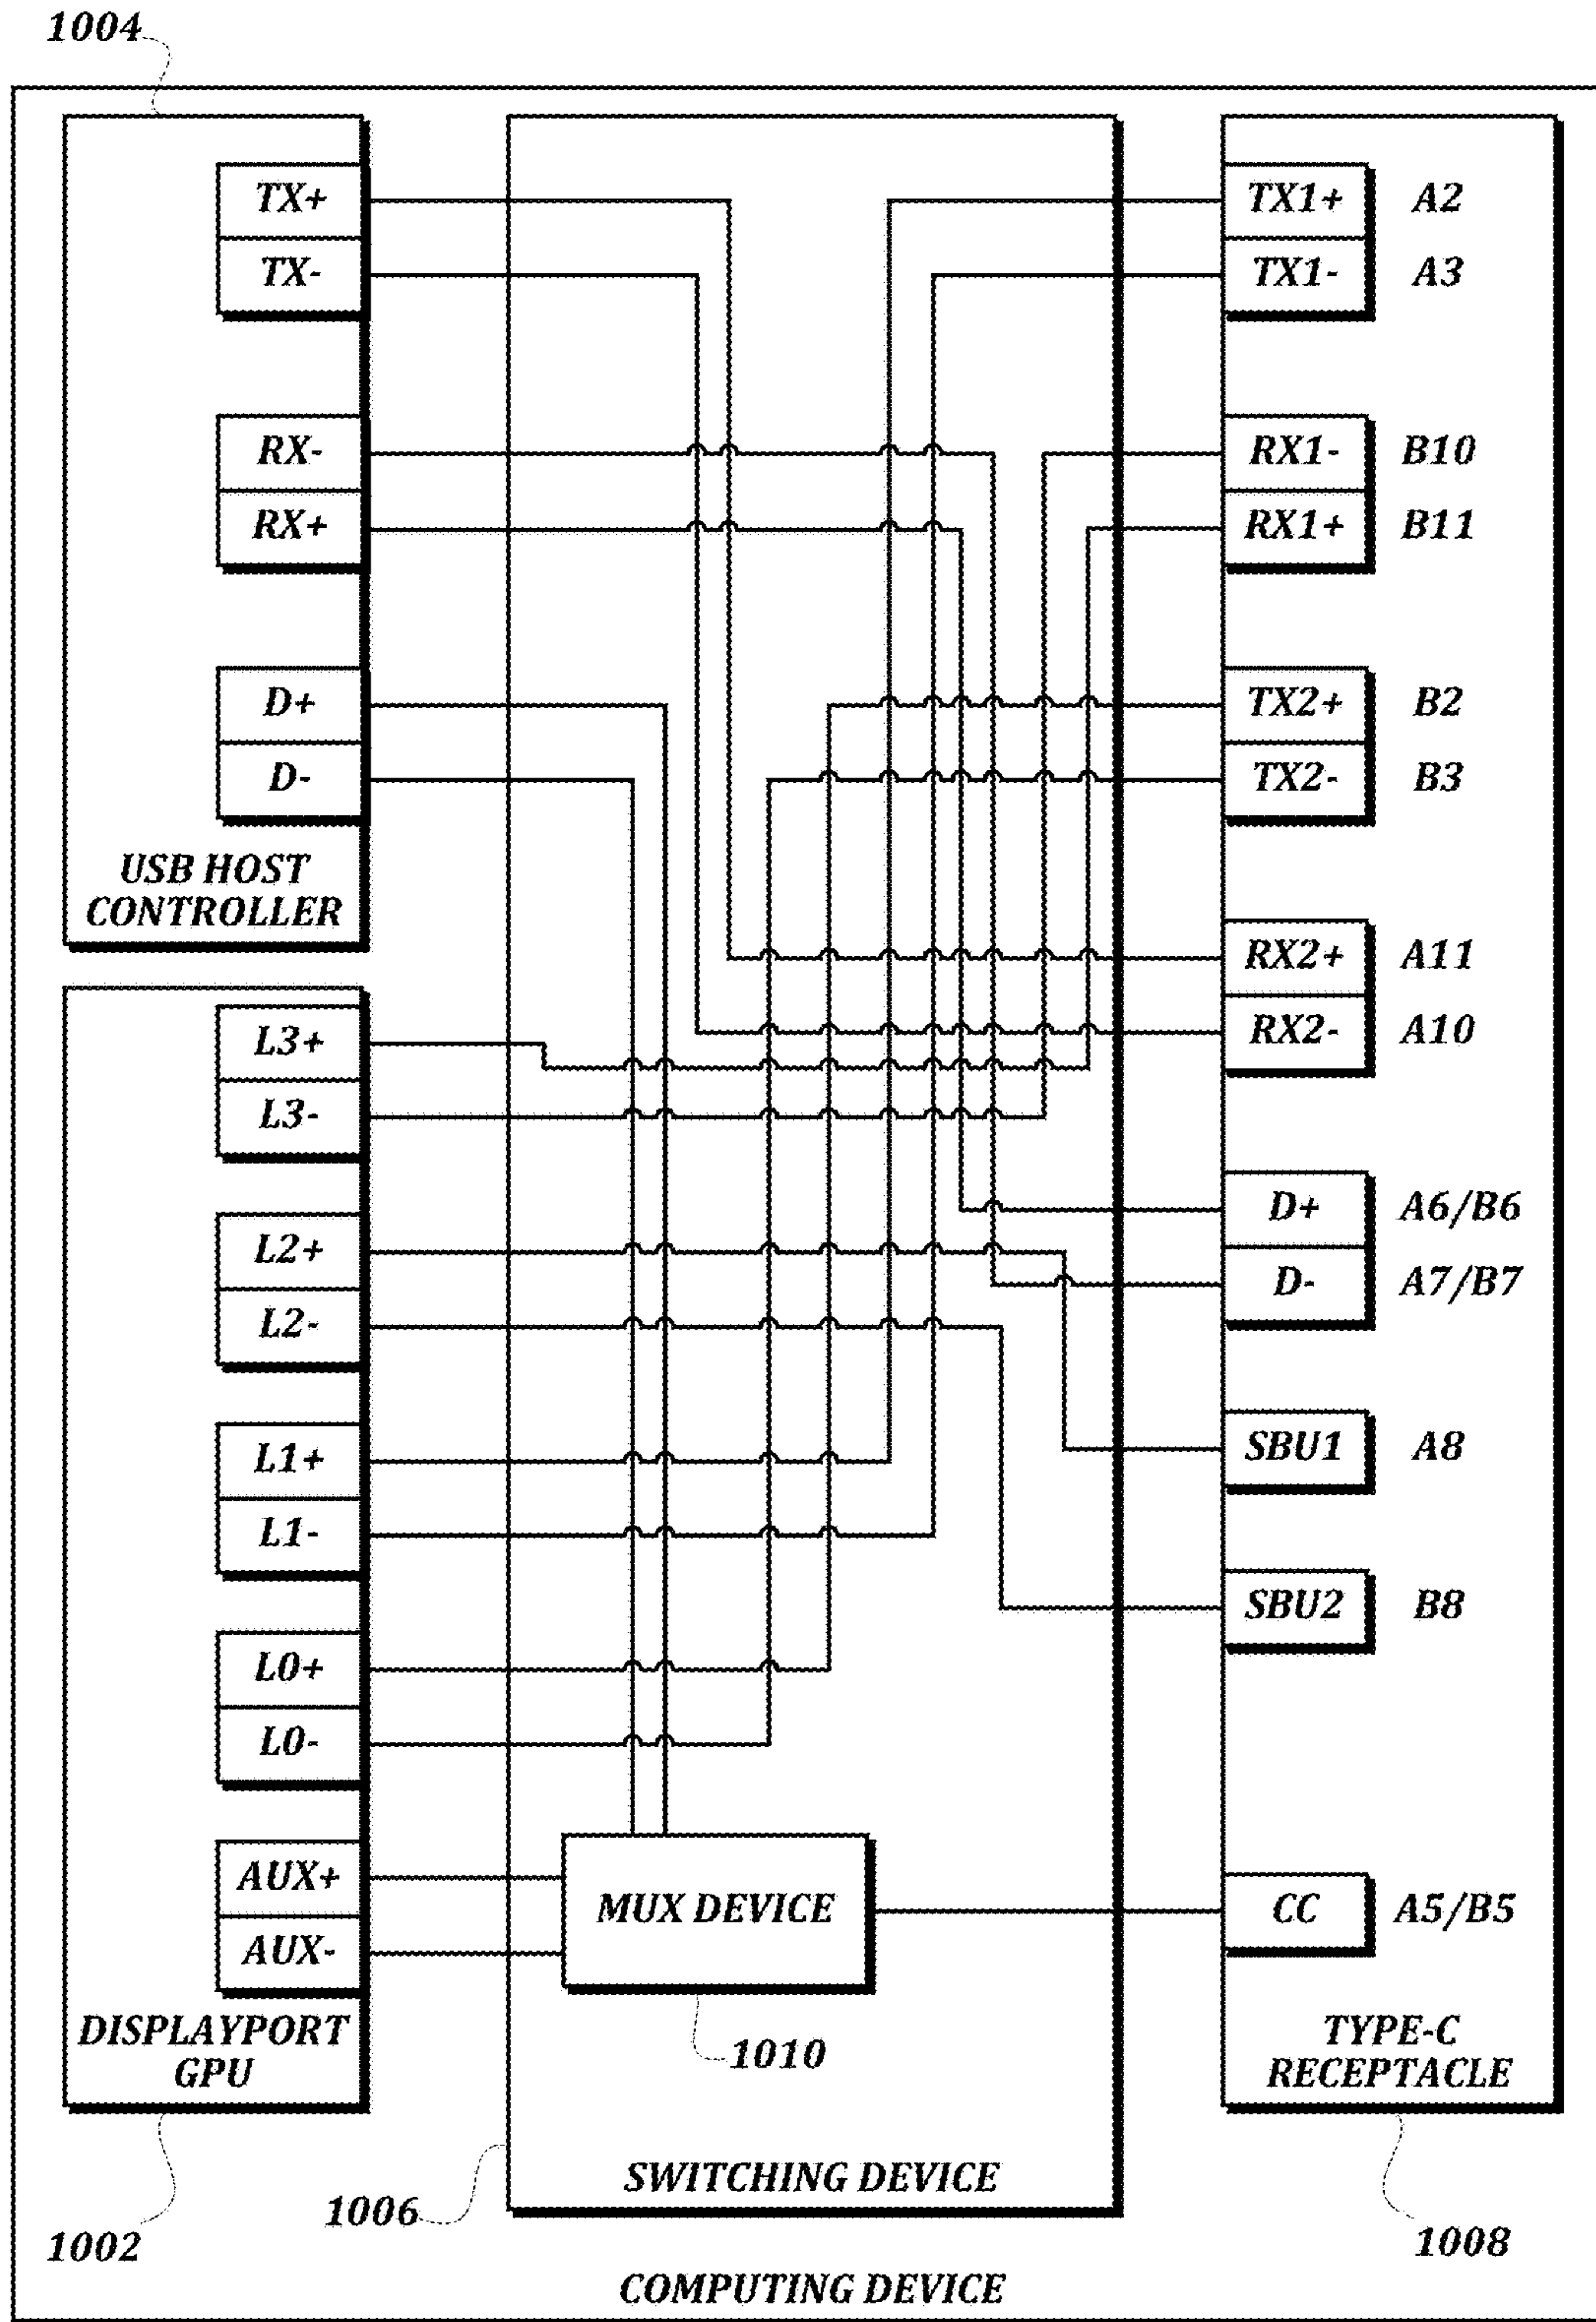 1004
TX+
TX-
RX-
RX+
D+
D-
USB HOST
CONTROLLER
L3+
L3-
L2+
L2-
L1+
L1-
L0+
L0-
AUX+
AUX-
DISPLAYPORT
GPU
1002
MUX DEVICE
1010
SWITCHING DEVICE
1006
TX1+ A2
TX1- A3
RX1- B10
RX1+ B11
TX2+ B2
TX2- B3
RX2+ A11
RX2- A10
D+ A6/B6
D- A7/B7
SBU1 A8
SBU2 B8
CC A5/B5
TYPE-C
RECEPTACLE
1008
COMPUTING DEVICE